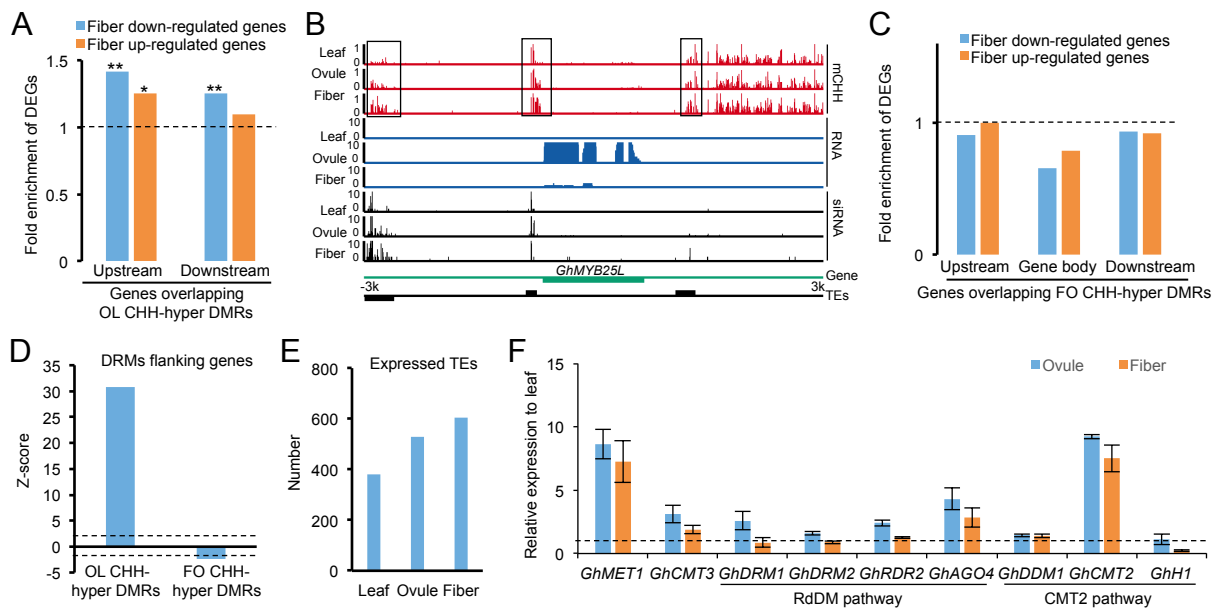 A
Fiber down-regulated genes
Fiber up-regulated genes
Fold enrichment of DEGs
1.5
1
0.5
0
**
*
**
Upstream
Downstream
Genes overlapping
OL CHH-hyper DMRs
B
Leaf
1
0
Ovule
1
0
Fiber
1
0
mCHH
Leaf
10
0
Ovule
10
0
Fiber
10
0
RNA
Leaf
10
0
Ovule
10
0
Fiber
10
0
siRNA
GhMYB25L
Gene
-3k
3k
TEs
C
Fiber down-regulated genes
Fiber up-regulated genes
Fold enrichment of DEGs
1
0
Upstream
Gene body
Downstream
Genes overlapping FO CHH-hyper DMRs
D
DRMs flanking genes
Z-score
35
30
25
20
15
10
5
0
-5
OL CHH-
hyper DMRs
FO CHH-
hyper DMRs
E
Expressed TEs
Number
800
600
400
200
0
Leaf
Ovule
Fiber
F
Ovule
Fiber
Relative expression to leaf
15
10
5
0
GhMET1
GhCMT3
GhDRM1
GhDRM2
GhRDR2
GhAGO4
GhDDM1
GhCMT2
GhH1
RdDM pathway
CMT2 pathway